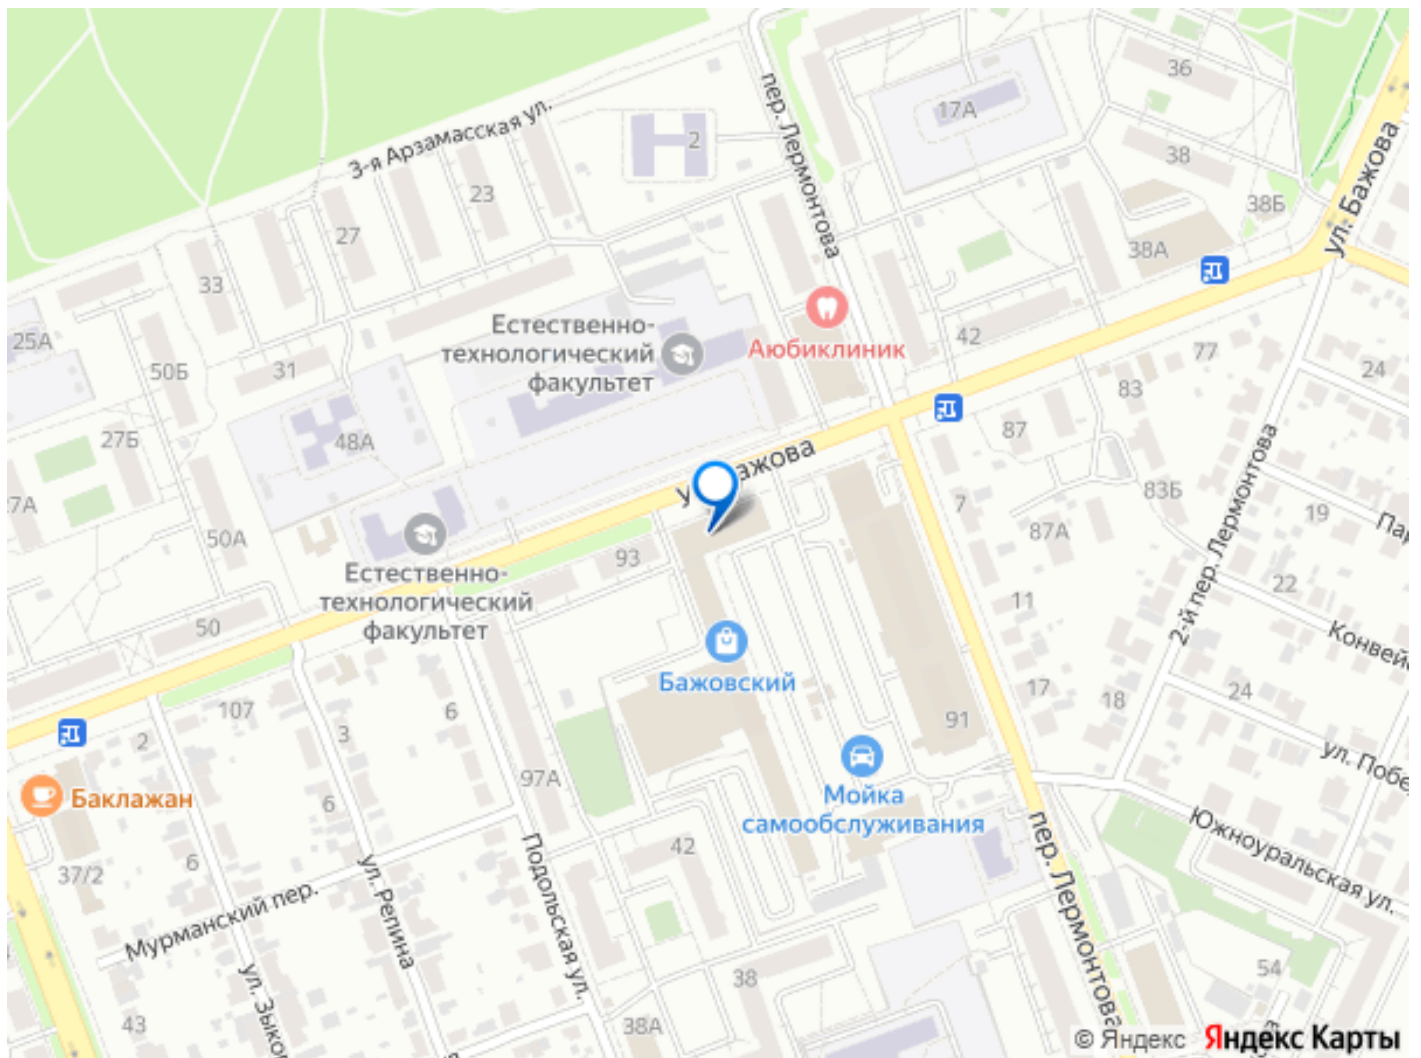 36
пер. Лермонтова
17А
3-я Арзамасская ул.
2
38
ул. Бажова
23
38Б
27
38А
33
Естественно-
технологический
факультет
25А
Аюбиклиник
42
77
50Б
31
24
83
27Б
48А
87
ул. Бажова
83Б
7
19
50А
87А
2-й пер. Лермонтова
93
Естественно-
технологический
факультет
22
11
50
Бажовский
17
18
24
107
6
3
2
91
97А
Баклажан
6
Мойка
самообслуживания
Южноуральская ул.
42
37/2
6
пер. Лермонтова
Мурманский пер.
ул. Репина
Подольская ул.
38
54
43
38А
© Яндекс Яндекс Карты